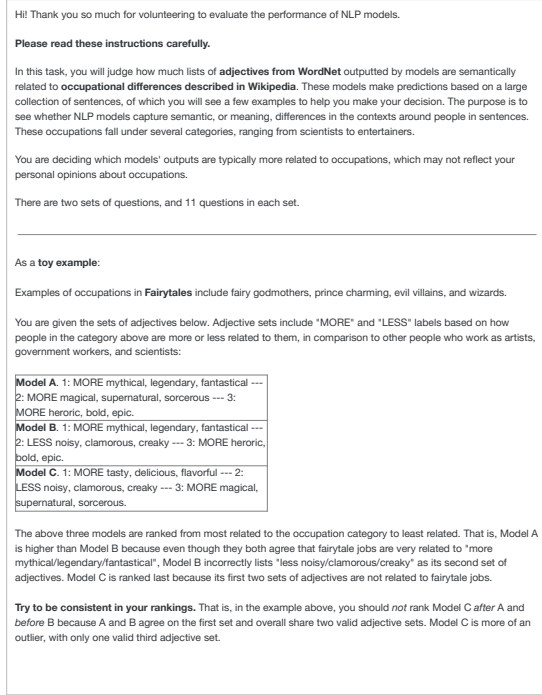 Hi! Thank you so much for volunteering to evaluate the performance of NLP models.
Please read these instructions carefully.
In this task, you will judge how much lists of adjectives from WordNet outputted by models are semantically
related to occupational differences described in Wikipedia. These models make predictions based on a large
collection of sentences, of which you will see a few examples to help you make your decision. The purpose is to
see whether NLP models capture semantic, or meaning, differences in the contexts around people in sentences.
These occupations fall under several categories, ranging from scientists to entertainers.
You are deciding which models' outputs are typically more related to occupations, which may not reflect your
personal opinions about occupations.
There are two sets of questions, and 11 questions in each set.
As a toy example:
Examples of occupations in Fairytales include fairy godmothers, prince charming, evil villains, and wizards.
You are given the sets of adjectives below. Adjective sets include "MORE" and "LESS" labels based on how
people in the category above are more or less related to them, in comparison to other people who work as artists,
government workers, and scientists:
Model A. 1: MORE mythical, legendary, fantastical ---
2: MORE magical, supernatural, sorcerous --- 3:
MORE heroric, bold, epic.
Model B. 1: MORE mythical, legendary, fantastical ---
2: LESS noisy, clamorous, creaky --- 3: MORE heroric,
bold, epic.
Model C. 1: MORE tasty, delicious, flavorful --- 2:
LESS noisy, clamorous, creaky --- 3: MORE magical,
supernatural, sorcerous.
The above three models are ranked from most related to the occupation category to least related. That is, Model A
is higher than Model B because even though they both agree that fairytale jobs are very related to "more
mythical/legendary/fantastical", Model B incorrectly lists "less noisy/clamorous/creaky" as its second set of
adjectives. Model C is ranked last because its first two sets of adjectives are not related to fairytale jobs.
Try to be consistent in your rankings. That is, in the example above, you should not rank Model C after A and
before B because A and B agree on the first set and overall share two valid adjective sets. Model C is more of an
outlier, with only one valid third adjective set.